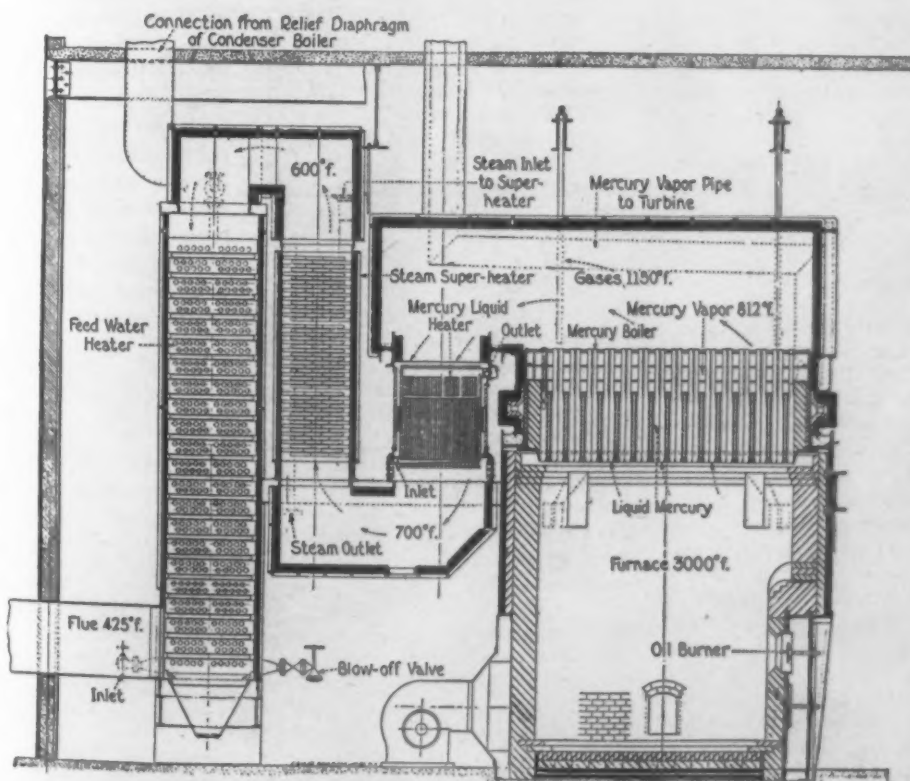 Connection from Relief Diaphragm
of Condenser Boiler
600°f.
Steam Inlet
to Super-
heater
Mercury Vapor Pipe
to Turbine
Steam Super-heater
Gases, 1150°f.
Mercury Liquid
Heater
Outlet
Mercury Vapor 812°f.
Mercury Boiler
Feed Water
Heater
Inlet
Liquid Mercury
700°f.
Steam Outlet
Furnace 3000°f.
Flue 425°f.
Oil Burner
Inlet
Blow-off Valve